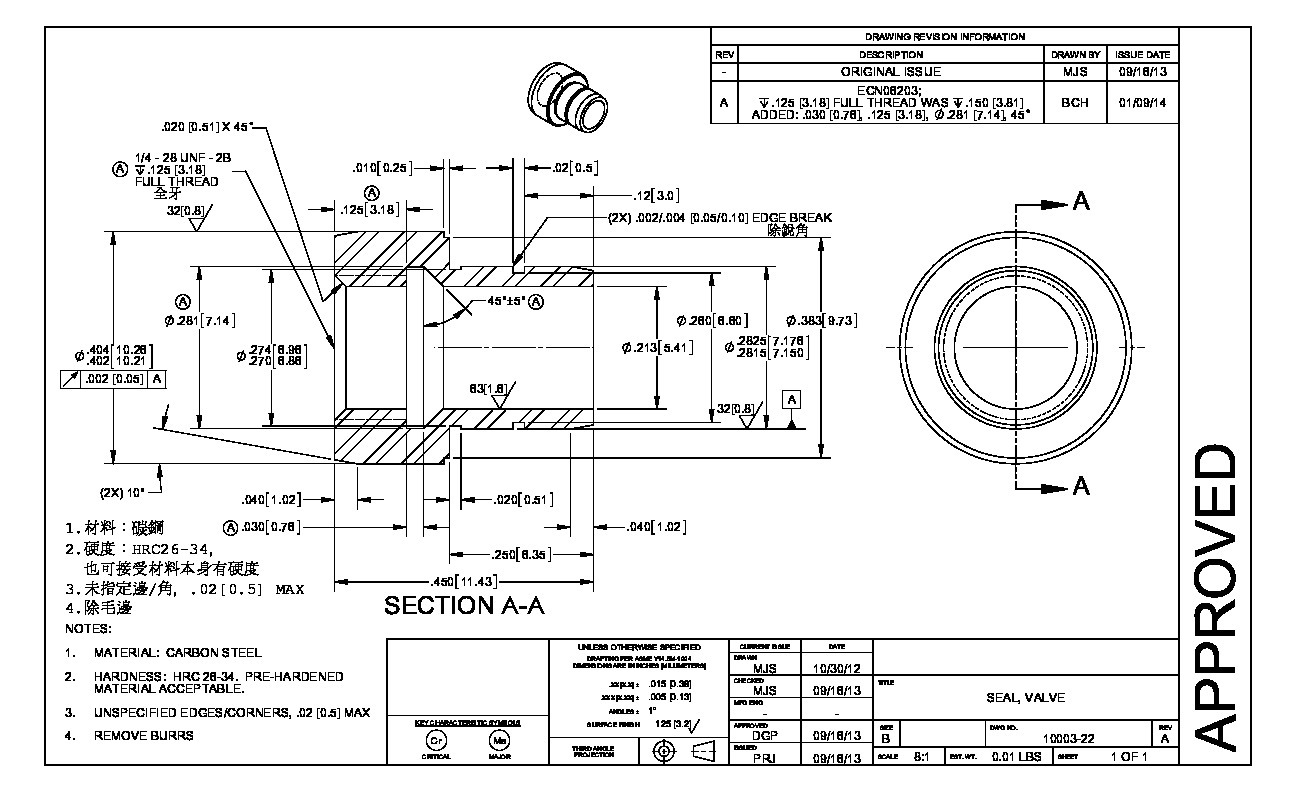 DRAWING REVISION INFORMATION
REV DESCRIPTION DRAWN BY ISSUE DATE
- ORIGINAL ISSUE MJS 09/16/13
A ECN06203; BCH 01/09/14
↧.125 [3.18] FULL THREAD WAS ↧.150 [3.81]
ADDED: .030 [0.76], .125 [3.18], Ø.281 [7.14], 45°
.020 [0.51] X 45°
1/4 - 28 UNF - 2B
A ↧.125 [3.18]
FULL THREAD
全牙
32[0.8]
.010[0.25]
.02[0.5]
A
.125[3.18]
.12[3.0]
(2X) .002/.004 [0.05/0.10] EDGE BREAK
除銳角
A
A
45°±5° A
A
Ø.281[7.14]
Ø.404[10.26]
.402[10.21]
↗ .002 [0.05] A
Ø.274[6.96]
.270[6.86]
Ø.213[5.41]
Ø.260[6.60]
Ø.2825[7.176]
.2815[7.150]
Ø.383[9.73]
63[1.6]
32[0.8]
A
(2X) 10°
.040[1.02]
.020[0.51]
A .030[0.76]
.040[1.02]
.250[6.35]
.450[11.43]
SECTION A-A
1.材料：碳鋼
2.硬度：HRC26-34,
也可接受材料本身有硬度
3.未指定邊/角, .02[0.5] MAX
4.除毛邊
NOTES:
1. MATERIAL: CARBON STEEL
2. HARDNESS: HRC 26-34. PRE-HARDENED
MATERIAL ACCEPTABLE.
3. UNSPECIFIED EDGES/CORNERS, .02 [0.5] MAX
4. REMOVE BURRS
KEY CHARACTERISTIC SYMBOLS
Cr Ma
CRITICAL MAJOR
UNLESS OTHERWISE SPECIFIED
DRAFTING PER ASME Y14.5M-1994
DIMENSIONS ARE IN INCHES [MILLIMETERS]
.xx[x.x] ± .015 [0.38]
.xxx[x.xx] ± .005 [0.13]
ANGLES ± 1°
SURFACE FINISH 125 [3.2]
THIRD ANGLE
PROJECTION
CURRENT ISSUE DATE
DRAWN
MJS 10/30/12
CHECKED
MJS 09/16/13
MFG ENG
- -
APPROVED
DGP 09/16/13
ISSUED
PRJ 09/16/13
TITLE
SEAL, VALVE
SIZE DWG NO. REV
B 10003-22 A
SCALE 8:1 EST. WT. 0.01 LBS SHEET 1 OF 1
APPROVED